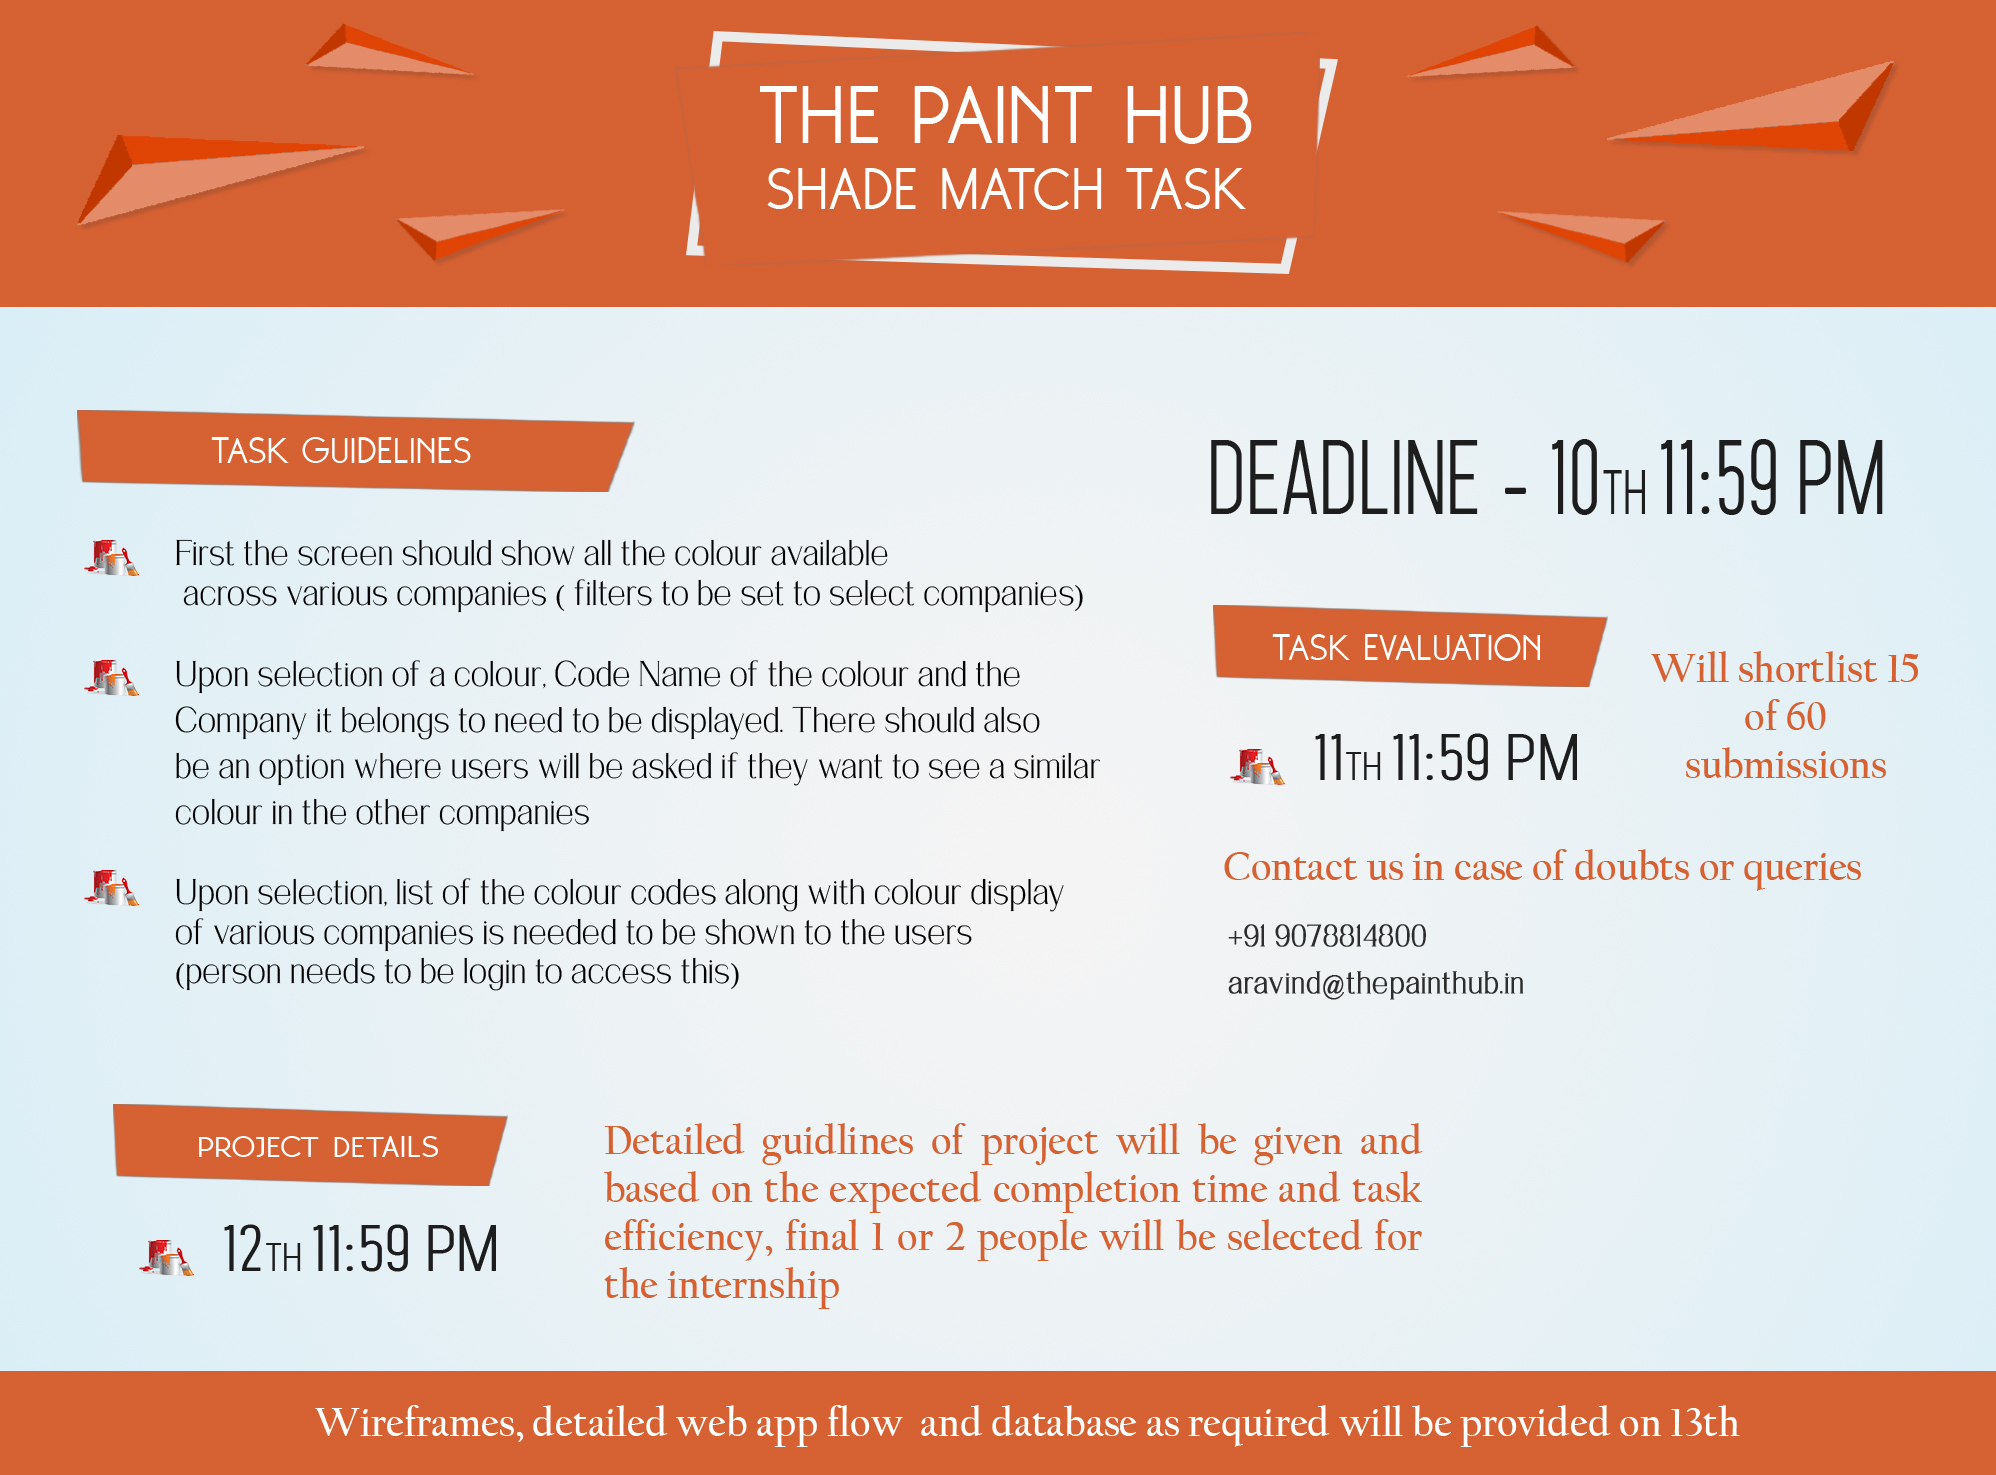 THE PAINT HUB
SHADE MATCH TASK
TASK GUIDELINES
First the screen should show all the colour available
across various companies ( filters to be set to select companies)
Upon selection of a colour, Code Name of the colour and the
Company it belongs to need to be displayed. There should also
be an option where users will be asked if they want to see a similar
colour in the other companies
Upon selection, list of the colour codes along with colour display
of various companies is needed to be shown to the users
(person needs to be login to access this)
DEADLINE - 10TH 11:59 PM
TASK EVALUATION
11TH 11:59 PM
Will shortlist 15
of 60
submissions
Contact us in case of doubts or queries
+91 9078814800
aravind@thepainthub.in
PROJECT DETAILS
12TH 11:59 PM
Detailed guidlines of project will be given and
based on the expected completion time and task
efficiency, final 1 or 2 people will be selected for
the internship
Wireframes, detailed web app flow and database as required will be provided on 13th